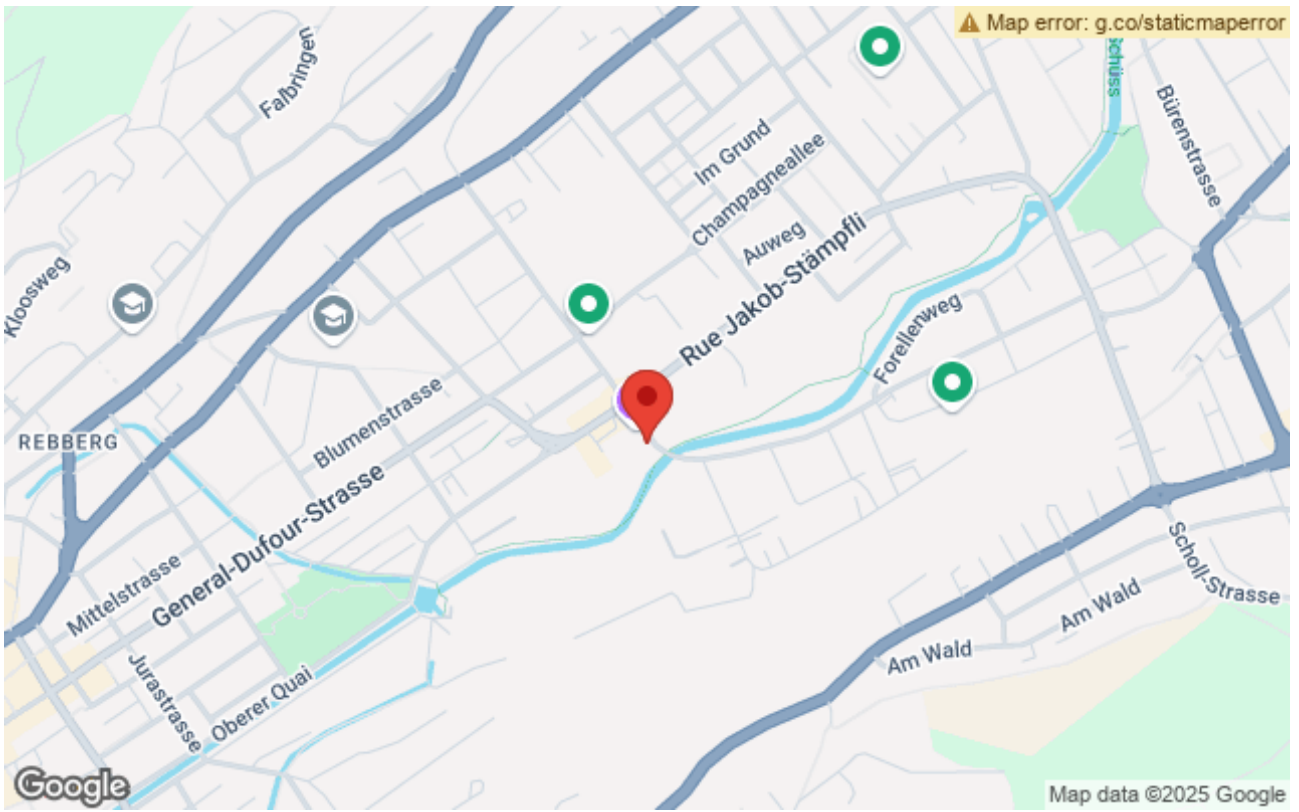 Map error: g.co/staticmaperror
Falbringen
Schüss
Bürenstrasse
Im Grund
Champagneallee
Auweg
Rue Jakob-Stämpfli
Kloosweg
Forellenweg
Blumenstrasse
REBBERG
General-Dufour-Strasse
Mittelstrasse
Scholl-Strasse
Am Wald
Am Wald
Jurastrasse
Oberer Quai
Google
Map data ©2025 Google